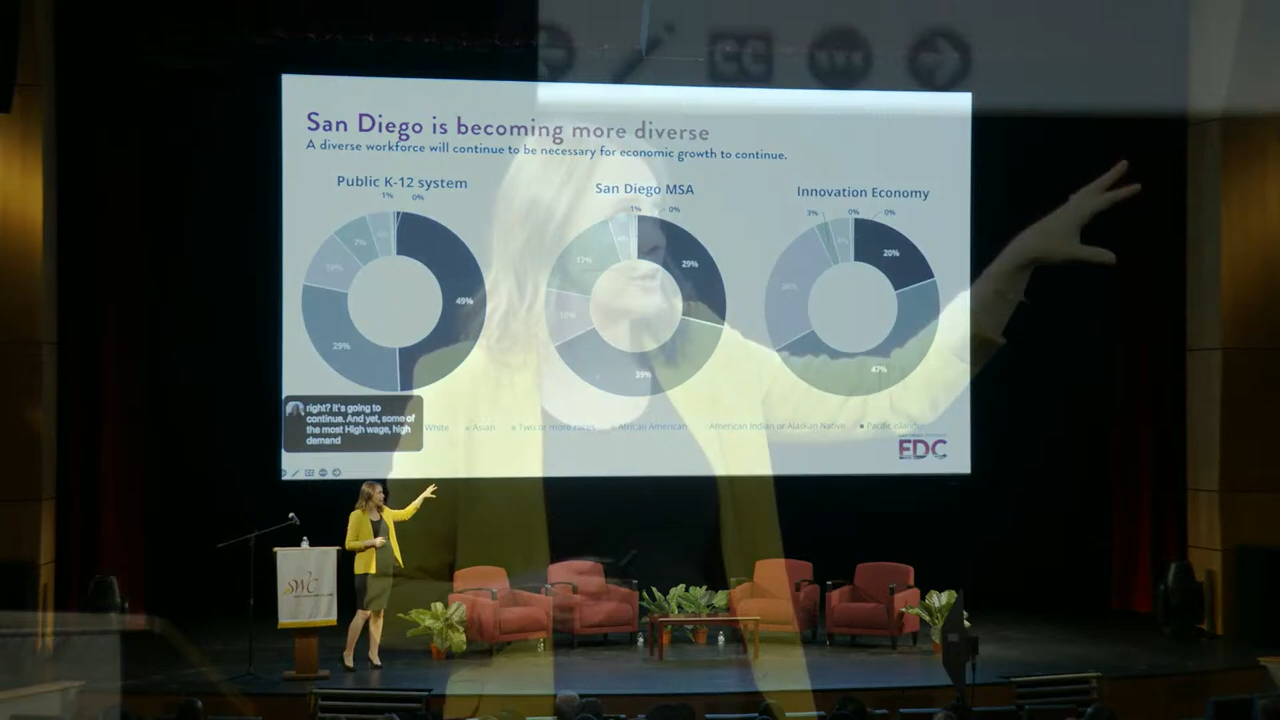 San Diego is becoming more diverse
A diverse workforce will continue to be necessary for economic growth to continue.
Public K-12 system
San Diego MSA
Innovation Economy
1% 0%
1% 0%
3% 0% 0%
7%
49%
29%
17%
29%
10%
39%
20%
47%
right? It's going to
continue. And yet, some of
the most High wage, high
demand
White Asian Two or more races African American American Indian or Alaskan Native
EDC
CC
SWC